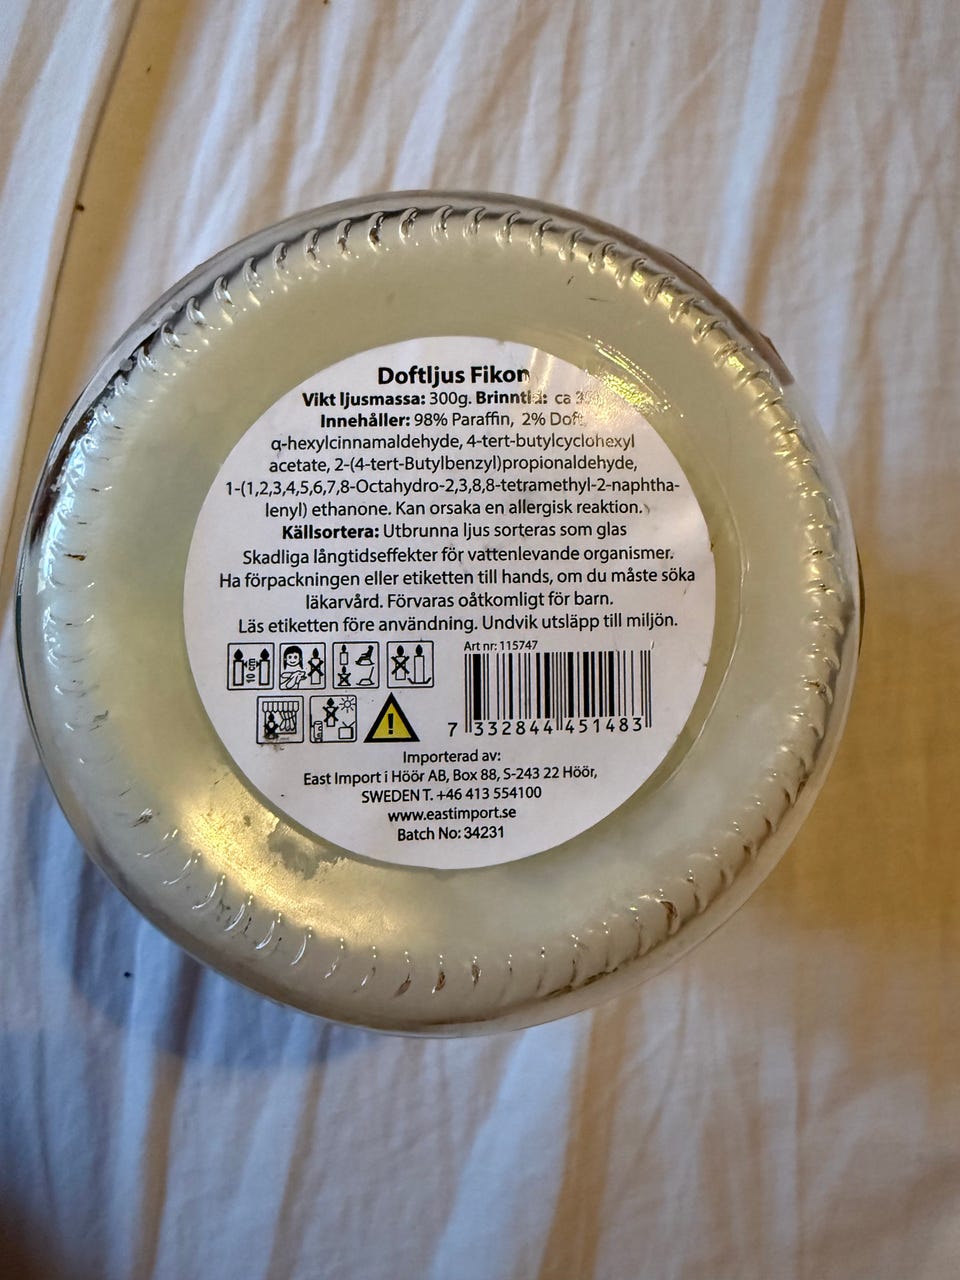 Doftljus Fikon
Vikt ljusmassa: 300g. Brinntid: ca
Innehåller: 98% Paraffin, 2% Doft
α-hexylcinnamaldehyde, 4-tert-butylcyclohexyl
acetate, 2-(4-tert-Butylbenzyl)propionaldehyde,
1-(1,2,3,4,5,6,7,8-Octahydro-2,3,8,8-tetramethyl-2-naphtha-
lenyl) ethanone. Kan orsaka en allergisk reaktion.
Källsortera: Utbrunna ljus sorteras som glas
Skadliga långtidseffekter för vattenlevande organismer.
Ha förpackningen eller etiketten till hands, om du måste söka
läkarvård. Förvaras oåtkomligt för barn.
Läs etiketten före användning. Undvik utsläpp till miljön.
10 cm
Art nr: 115747
7 332844 451483
Importerad av:
East Import i Höör AB, Box 88, S-243 22 Höör,
SWEDEN T. +46 413 554100
www.eastimport.se
Batch No: 34231